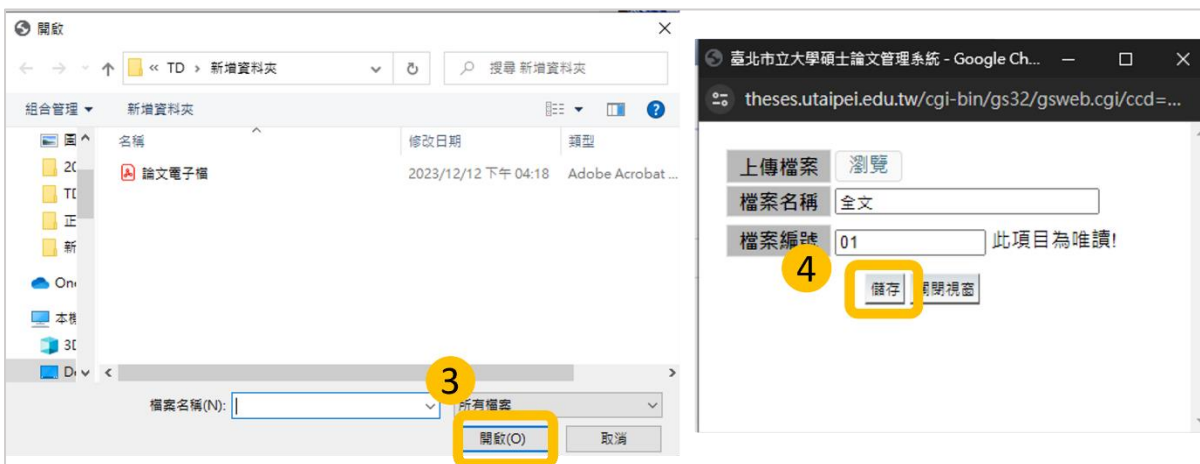 開啟
« TD › 新增資料夾
搜尋 新增資料夾
組合管理
新增資料夾
名稱
修改日期
類型
論文電子檔
2023/12/12 下午 04:18
Adobe Acrobat ...
3
檔案名稱(N):
所有檔案
開啟(O)
取消
臺北市立大學碩士論文管理系統 - Google Ch...
theses.utaipei.edu.tw/cgi-bin/gs32/gsweb.cgi/ccd=...
上傳檔案
瀏覽
檔案名稱
全文
檔案編號
01
此項目為唯讀!
4
儲存
關閉視窗